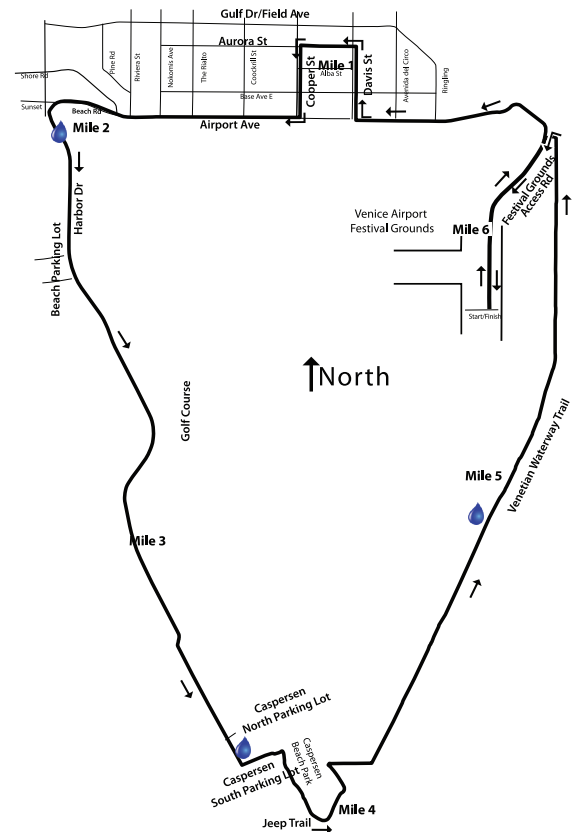 Gulf Dr/Field Ave
Aurora St
Mile 1
Alba St
Cooper St
Davis St
Pine Rd
Riviera St
Nokomis Ave
The Rialto
Coockrill St
Avenida del Circo
Ringling
Shore Rd
Sunset
Beach Rd
Base Ave E
Airport Ave
Mile 2
Harbor Dr
Beach Parking Lot
Festival Grounds
Access Rd
Venice Airport
Festival Grounds
Mile 6
Start/Finish
North
Golf Course
Venetian Waterway Trail
Mile 5
Mile 3
Caspersen
North Parking Lot
Caspersen
Beach Park
Caspersen
South Parking Lot
Mile 4
Jeep Trail